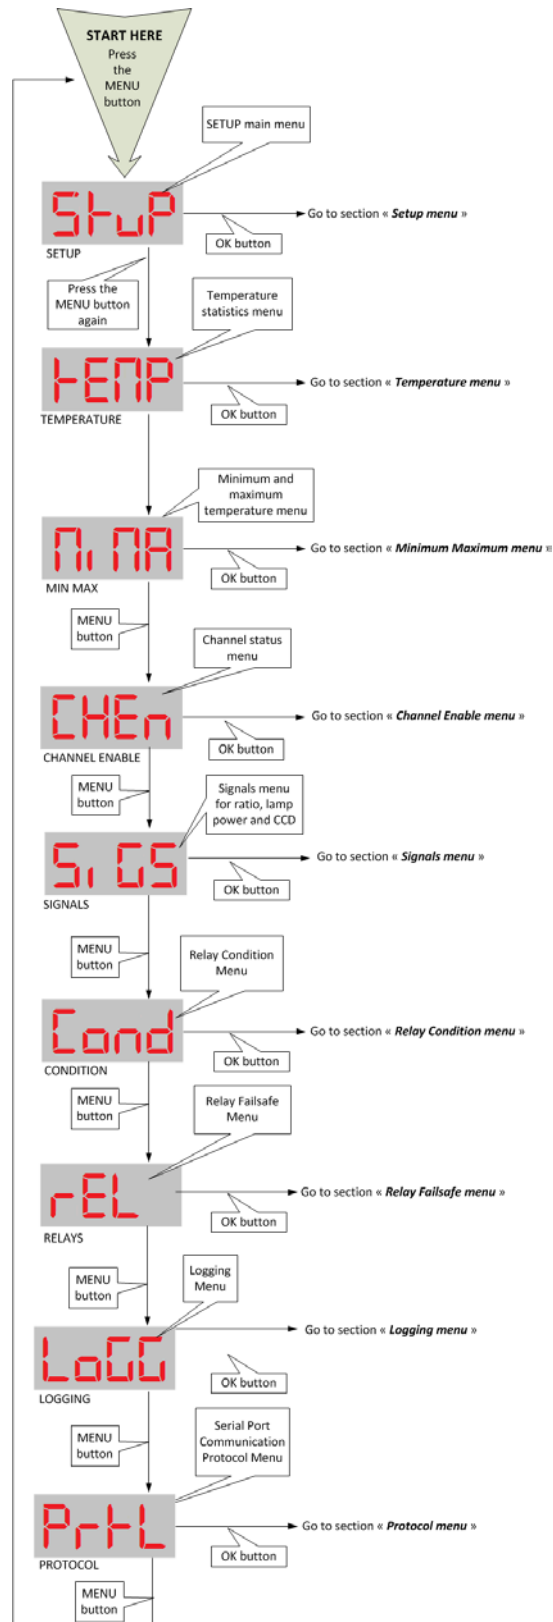 START HERE
Press
the
MENU
button
SETUP main menu
StuP
Go to section « Setup menu »
OK button
SETUP
Press the
MENU button
again
Temperature
statistics menu
tEMP
Go to section « Temperature menu »
OK button
TEMPERATURE
Minimum and
maximum
temperature menu
Mi MA
Go to section « Minimum Maximum menu »
OK button
MIN MAX
MENU
button
Channel status
menu
CHEn
Go to section « Channel Enable menu »
OK button
CHANNEL ENABLE
MENU
button
Signals menu
for ratio, lamp
power and CCD
Si GS
Go to section « Signals menu »
OK button
SIGNALS
MENU
button
Relay Condition
Menu
Cond
Go to section « Relay Condition menu »
OK button
CONDITION
MENU
button
Relay Failsafe
Menu
rEL
Go to section « Relay Failsafe menu »
OK button
RELAYS
MENU
button
Logging
Menu
LoGG
Go to section « Logging menu »
OK button
LOGGING
MENU
button
Serial Port
Communication
Protocol Menu
PrtL
Go to section « Protocol menu »
OK button
PROTOCOL
MENU
button